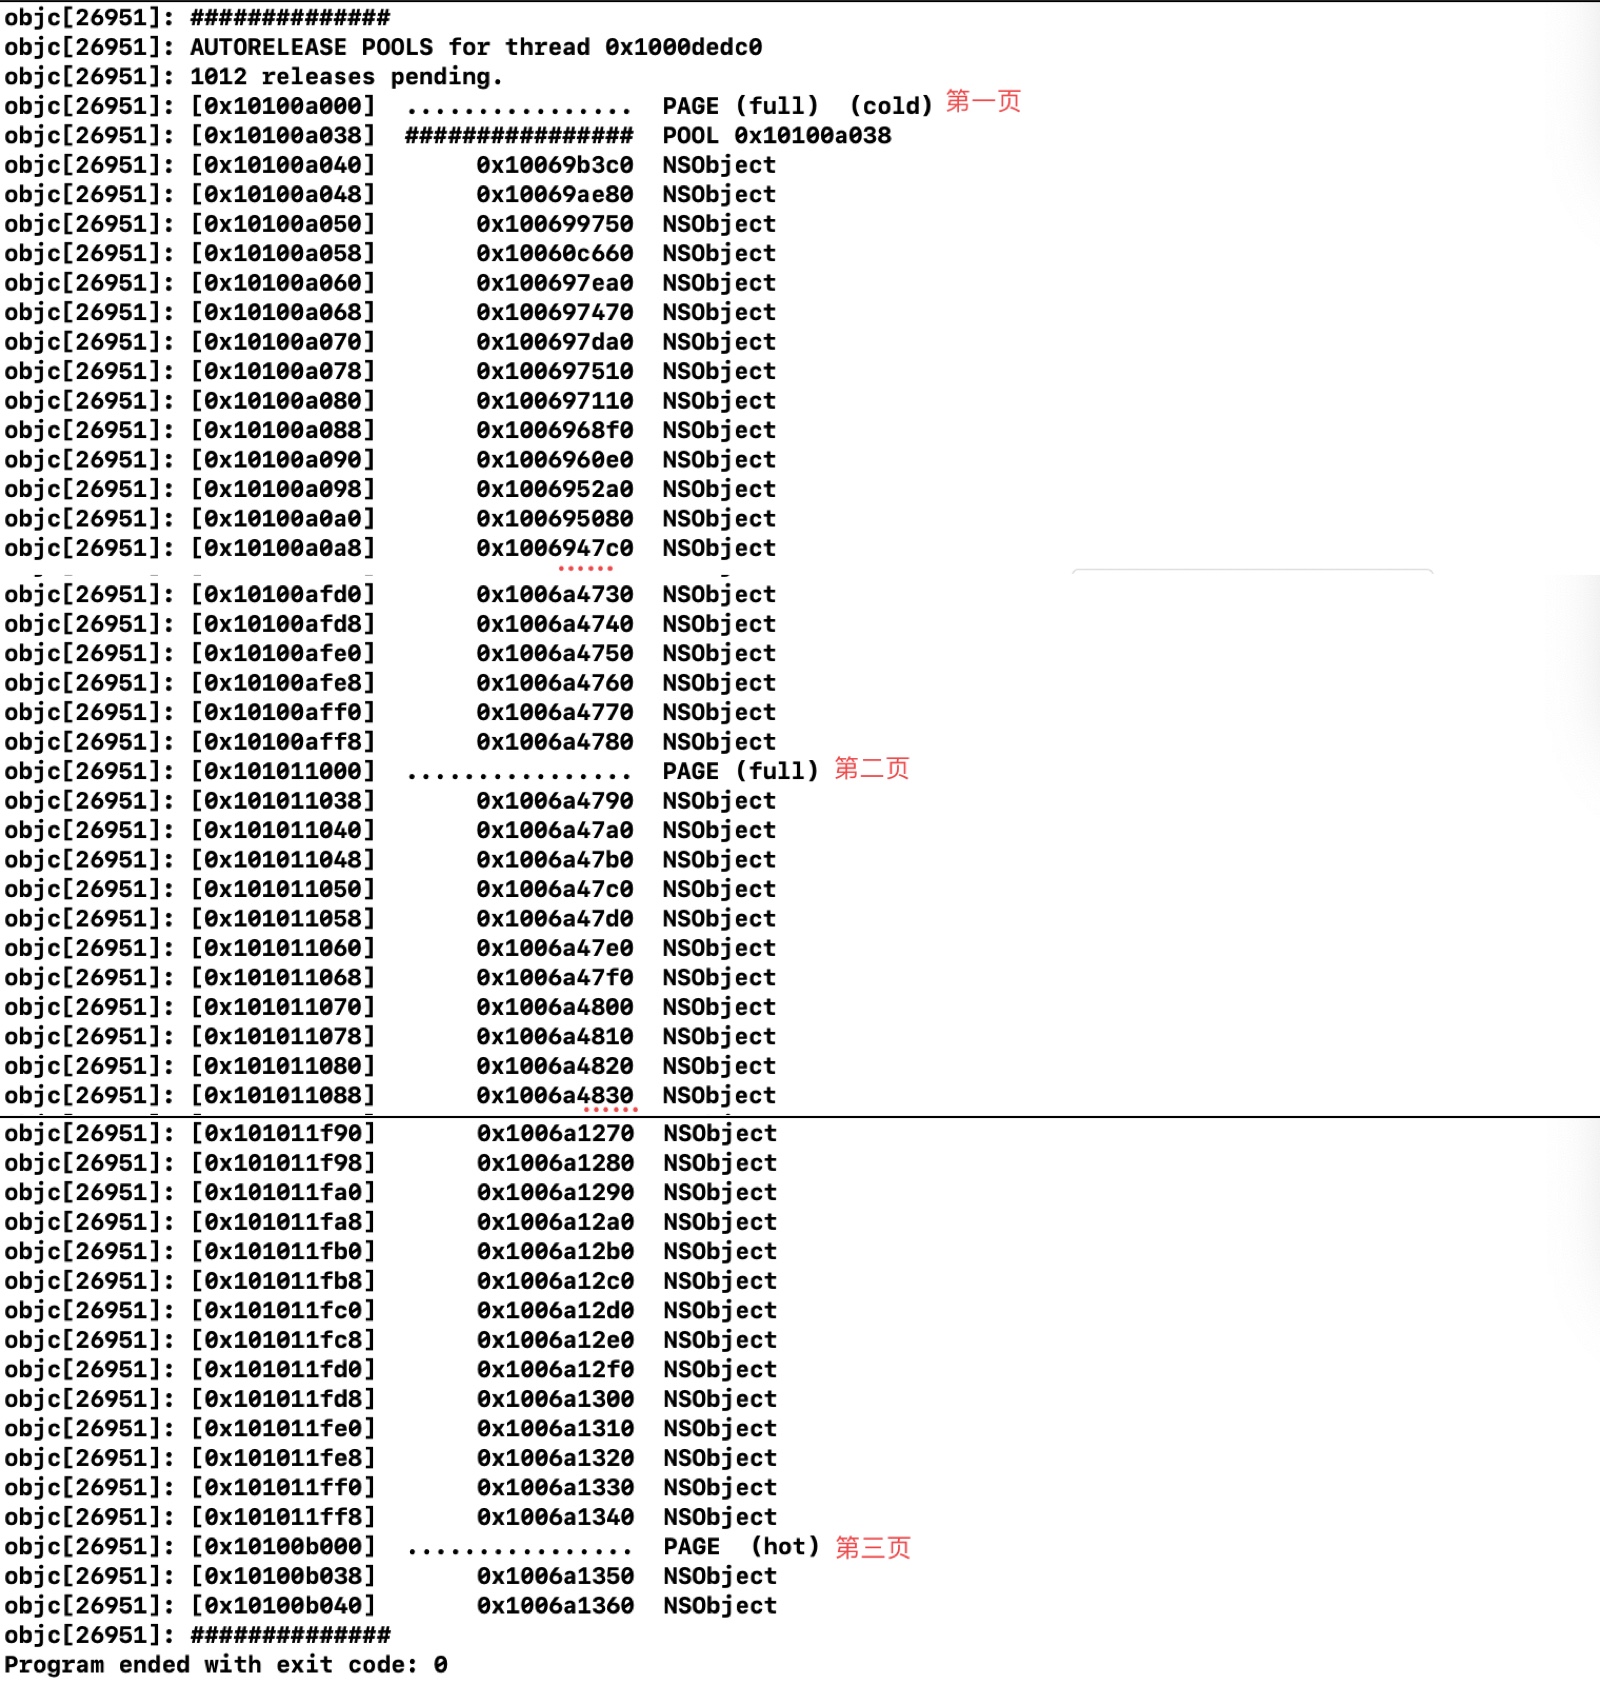 objc[26951]: ##############
objc[26951]: AUTORELEASE POOLS for thread 0x1000dedc0
objc[26951]: 1012 releases pending.
objc[26951]: [0x10100a000]  ................  PAGE (full)  (cold) 第一页
objc[26951]: [0x10100a038]  ################  POOL 0x10100a038
objc[26951]: [0x10100a040]       0x10069b3c0  NSObject
objc[26951]: [0x10100a048]       0x10069ae80  NSObject
objc[26951]: [0x10100a050]       0x100699750  NSObject
objc[26951]: [0x10100a058]       0x10060c660  NSObject
objc[26951]: [0x10100a060]       0x100697ea0  NSObject
objc[26951]: [0x10100a068]       0x100697470  NSObject
objc[26951]: [0x10100a070]       0x100697da0  NSObject
objc[26951]: [0x10100a078]       0x100697510  NSObject
objc[26951]: [0x10100a080]       0x100697110  NSObject
objc[26951]: [0x10100a088]       0x1006968f0  NSObject
objc[26951]: [0x10100a090]       0x1006960e0  NSObject
objc[26951]: [0x10100a098]       0x1006952a0  NSObject
objc[26951]: [0x10100a0a0]       0x100695080  NSObject
objc[26951]: [0x10100a0a8]       0x1006947c0  NSObject
......
objc[26951]: [0x10100afd0]       0x1006a4730  NSObject
objc[26951]: [0x10100afd8]       0x1006a4740  NSObject
objc[26951]: [0x10100afe0]       0x1006a4750  NSObject
objc[26951]: [0x10100afe8]       0x1006a4760  NSObject
objc[26951]: [0x10100aff0]       0x1006a4770  NSObject
objc[26951]: [0x10100aff8]       0x1006a4780  NSObject
objc[26951]: [0x101011000]  ................  PAGE (full) 第二页
objc[26951]: [0x101011038]       0x1006a4790  NSObject
objc[26951]: [0x101011040]       0x1006a47a0  NSObject
objc[26951]: [0x101011048]       0x1006a47b0  NSObject
objc[26951]: [0x101011050]       0x1006a47c0  NSObject
objc[26951]: [0x101011058]       0x1006a47d0  NSObject
objc[26951]: [0x101011060]       0x1006a47e0  NSObject
objc[26951]: [0x101011068]       0x1006a47f0  NSObject
objc[26951]: [0x101011070]       0x1006a4800  NSObject
objc[26951]: [0x101011078]       0x1006a4810  NSObject
objc[26951]: [0x101011080]       0x1006a4820  NSObject
objc[26951]: [0x101011088]       0x1006a4830  NSObject
......
objc[26951]: [0x101011f90]       0x1006a1270  NSObject
objc[26951]: [0x101011f98]       0x1006a1280  NSObject
objc[26951]: [0x101011fa0]       0x1006a1290  NSObject
objc[26951]: [0x101011fa8]       0x1006a12a0  NSObject
objc[26951]: [0x101011fb0]       0x1006a12b0  NSObject
objc[26951]: [0x101011fb8]       0x1006a12c0  NSObject
objc[26951]: [0x101011fc0]       0x1006a12d0  NSObject
objc[26951]: [0x101011fc8]       0x1006a12e0  NSObject
objc[26951]: [0x101011fd0]       0x1006a12f0  NSObject
objc[26951]: [0x101011fd8]       0x1006a1300  NSObject
objc[26951]: [0x101011fe0]       0x1006a1310  NSObject
objc[26951]: [0x101011fe8]       0x1006a1320  NSObject
objc[26951]: [0x101011ff0]       0x1006a1330  NSObject
objc[26951]: [0x101011ff8]       0x1006a1340  NSObject
objc[26951]: [0x10100b000]  ................  PAGE  (hot) 第三页
objc[26951]: [0x10100b038]       0x1006a1350  NSObject
objc[26951]: [0x10100b040]       0x1006a1360  NSObject
objc[26951]: ##############
Program ended with exit code: 0